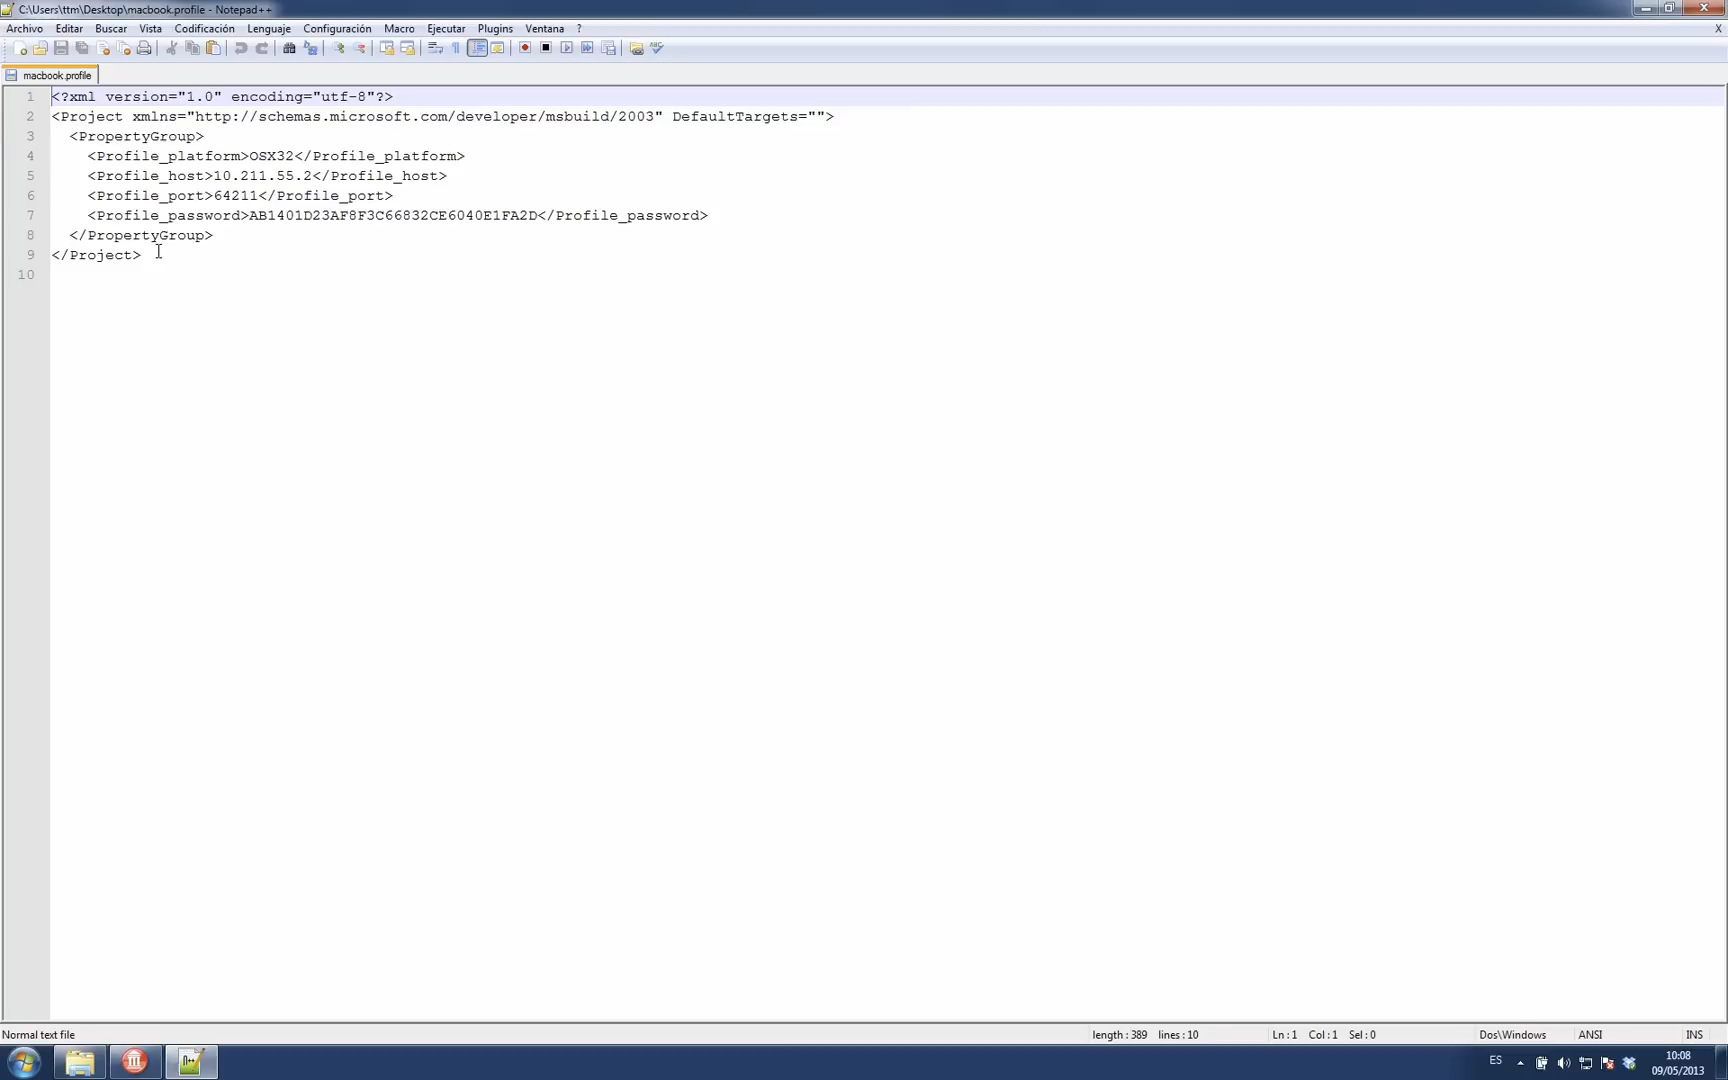 C:\Users\ttm\Desktop\macbook.profile - Notepad++
Archivo Editar Buscar Vista Codificación Lenguaje Configuración Macro Ejecutar Plugins Ventana ? X
macbook.profile
1 <?xml version="1.0" encoding="utf-8"?>
2 <Project xmlns="http://schemas.microsoft.com/developer/msbuild/2003" DefaultTargets="">
3 <PropertyGroup>
4 <Profile_platform>OSX32</Profile_platform>
5 <Profile_host>10.211.55.2</Profile_host>
6 <Profile_port>64211</Profile_port>
7 <Profile_password>AB1401D23AF8F3C66832CE6040E1FA2D</Profile_password>
8 </PropertyGroup>
9 </Project>
10
Normal text file length : 389 lines : 10 Ln : 1 Col : 1 Sel : 0 Dos\Windows ANSI INS
ES 10:08
09/05/2013